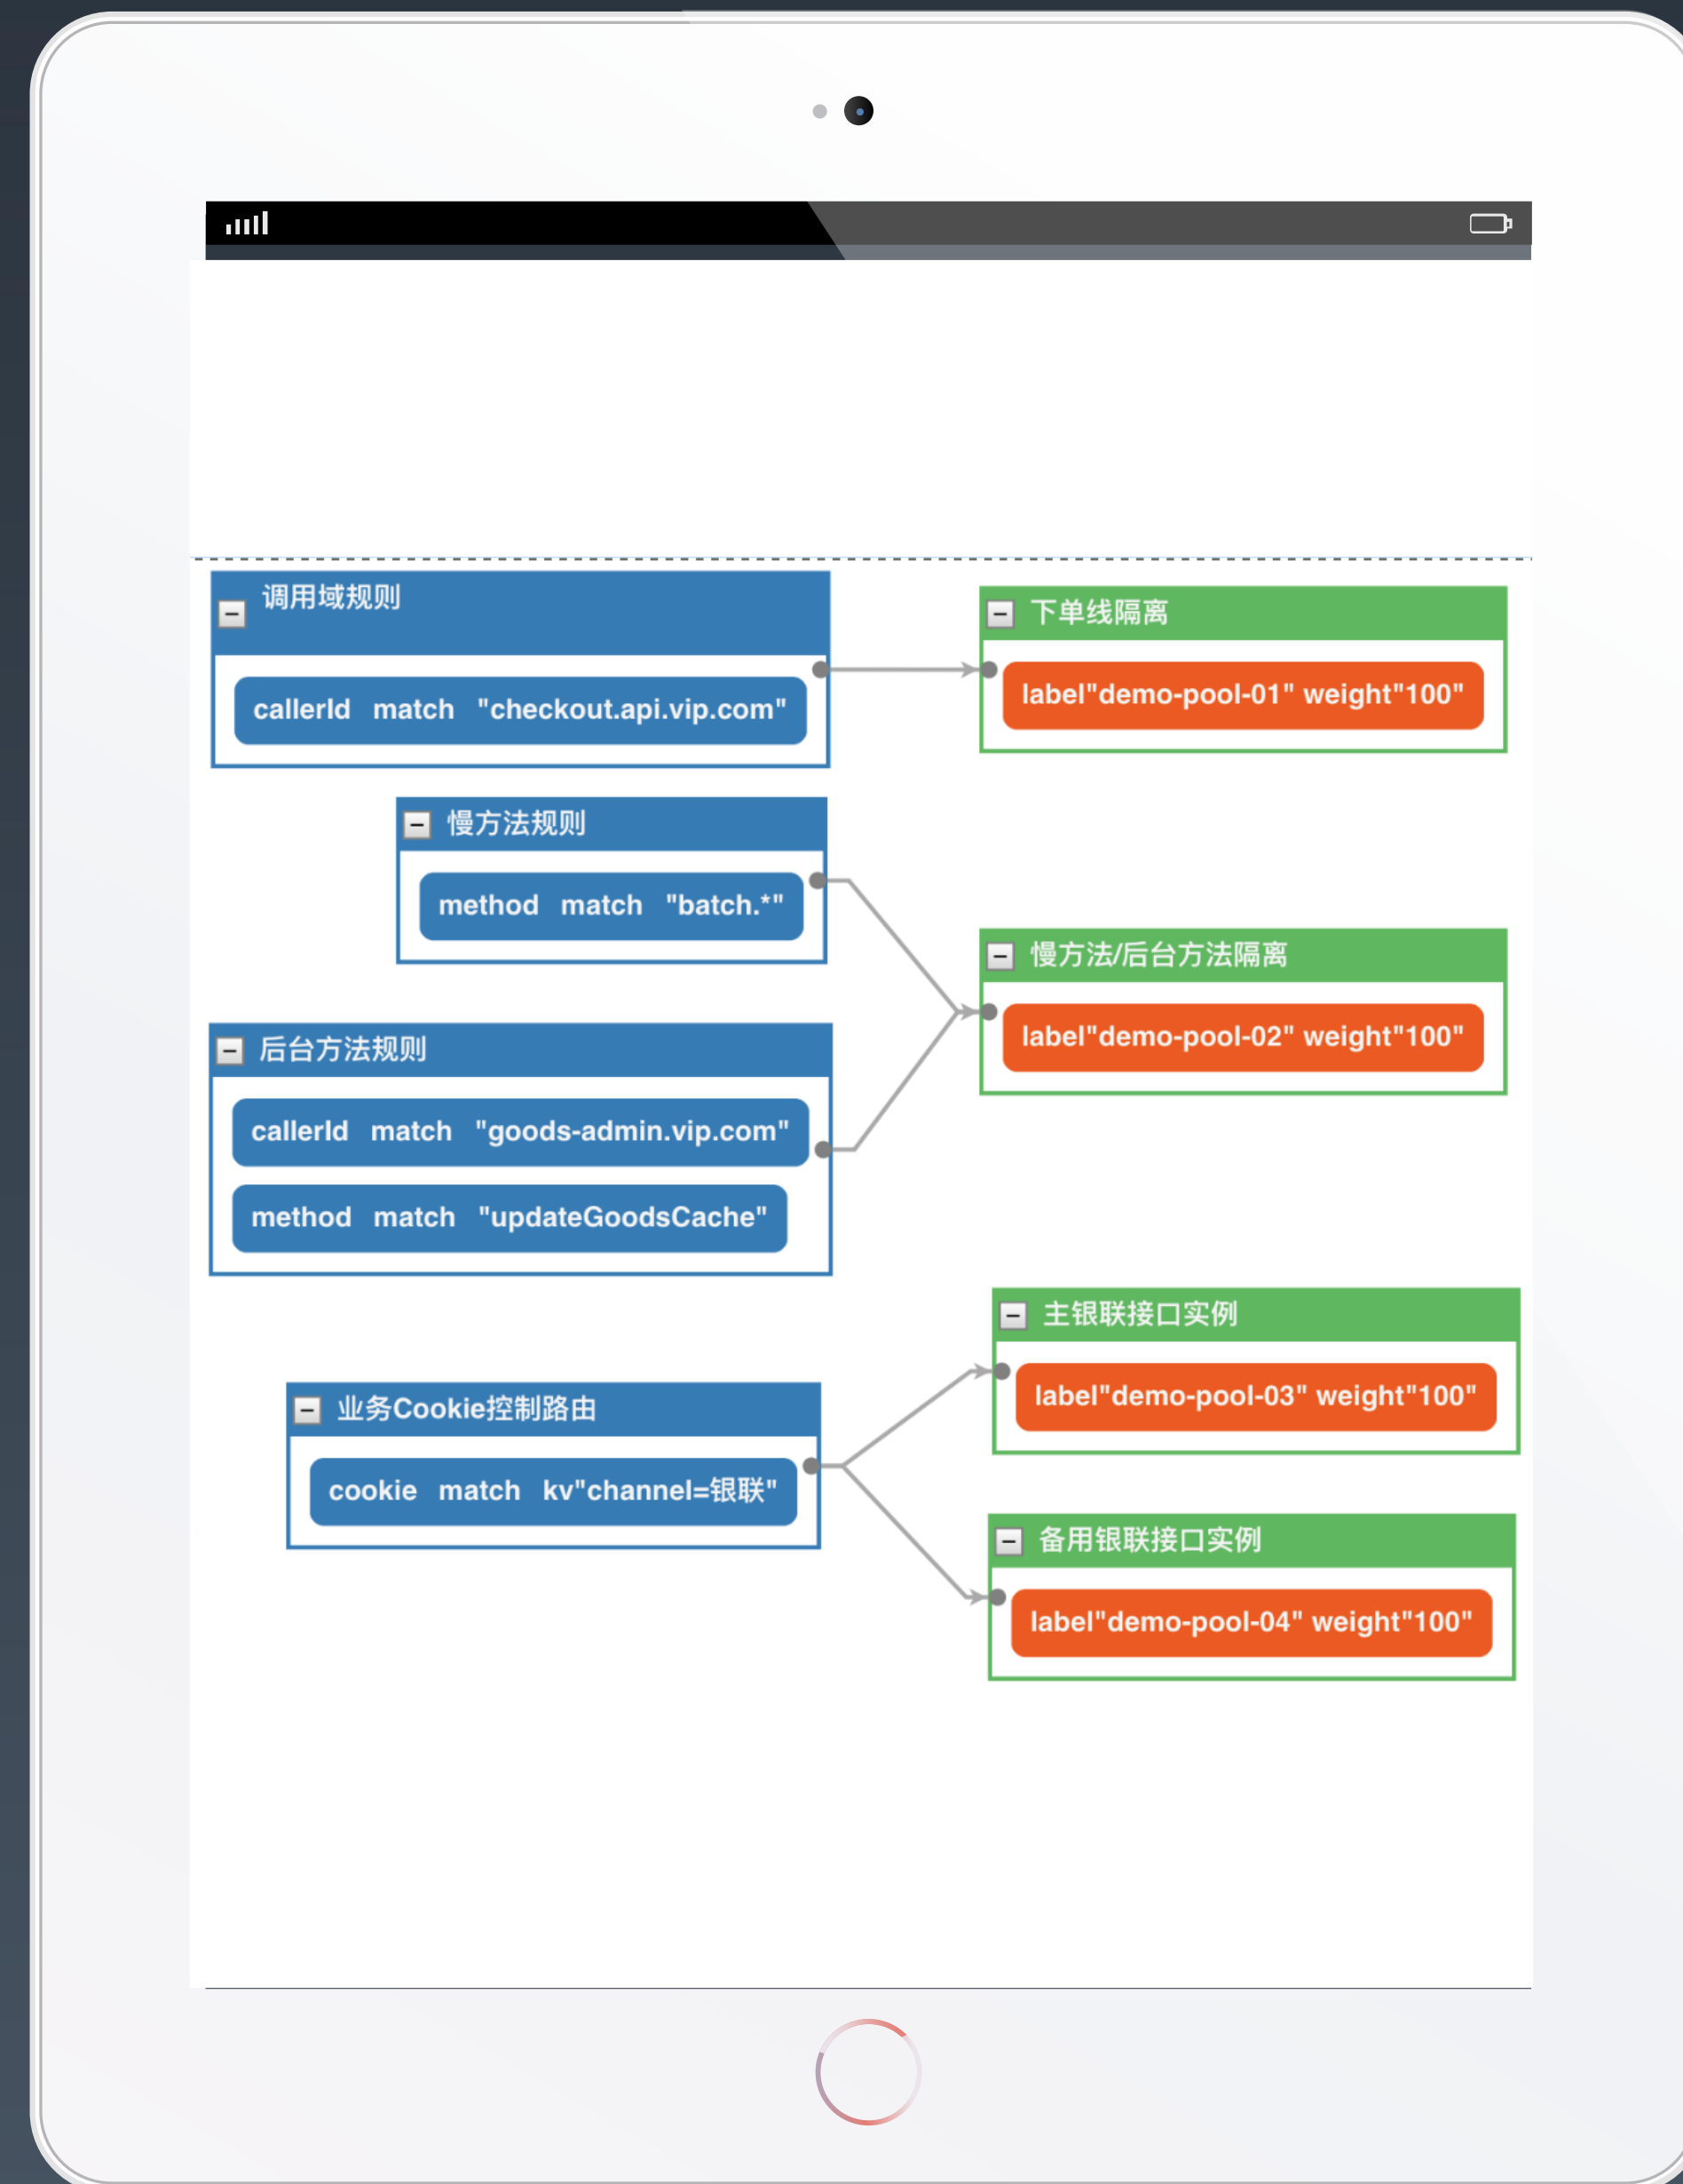 调用域规则
callerId match "checkout.api.vip.com"
下单线隔离
label"demo-pool-01" weight"100"
慢方法规则
method match "batch.*"
慢方法/后台方法隔离
label"demo-pool-02" weight"100"
后台方法规则
callerId match "goods-admin.vip.com"
method match "updateGoodsCache"
主银联接口实例
label"demo-pool-03" weight"100"
业务Cookie控制路由
cookie match kv"channel=银联"
备用银联接口实例
label"demo-pool-04" weight"100"